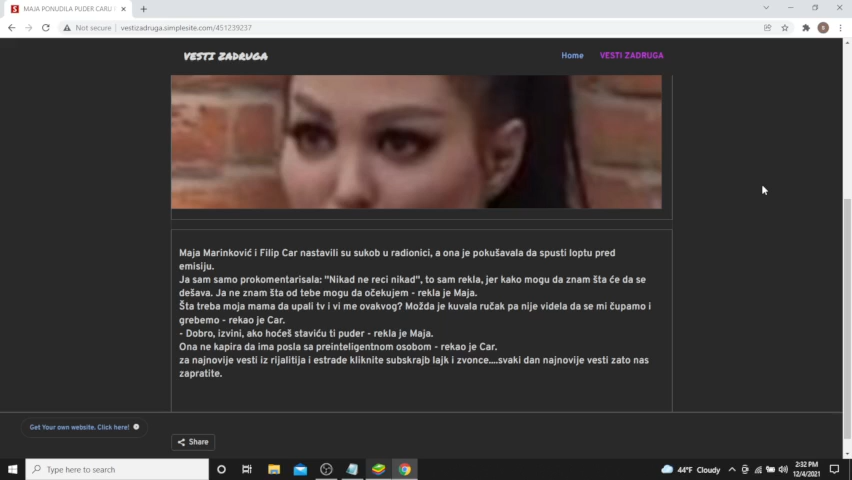 MAJA PONUDILA PUDER CARU
Not secure
vestizadruga.simplesite.com/451239237
B
VESTI ZADRUGA
Home
VESTI ZADRUGA
Maja Marinković i Filip Car nastavili su sukob u radionici, a ona je pokušavala da spusti loptu pred
emisiju.
Ja sam samo prokomentarisala: "Nikad ne reci nikad", to sam rekla, jer kako mogu da znam šta će da se
dešava. Ja ne znam šta od tebe mogu da očekujem - rekla je Maja.
Šta treba moja mama da upali tv i vi me ovakvog? Možda je kuvala ručak pa nije videla da se mi čupamo i
grebemo - rekao je Car.
- Dobro, izvini, ako hoćeš staviću ti puder - rekla je Maja.
Ona ne kapira da ima posla sa preinteligentnom osobom - rekao je Car.
za najnovije vesti iz rijalitija i estrade kliknite subskrajb lajk i zvonce....svaki dan najnovije vesti zato nas
zapratite.
Get Your own website. Click here!
Share
Type here to search
44°F Cloudy
2:32 PM
12/4/2021